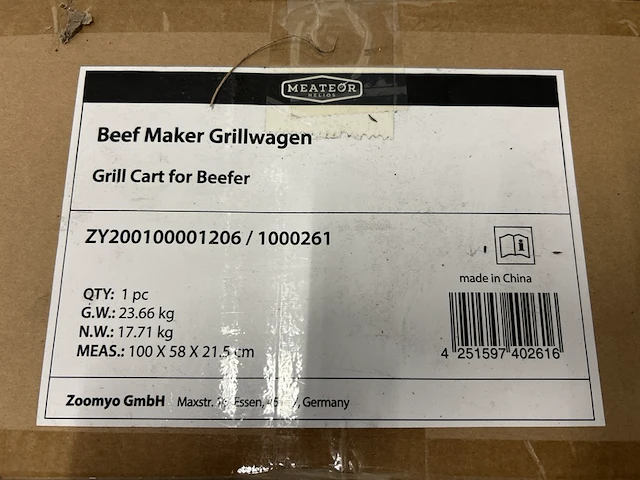 MEATEOR
HELIOS
Beef Maker Grillwagen
Grill Cart for Beefer
ZY200100001206 / 1000261
made in China
QTY: 1 pc
G.W.: 23.66 kg
N.W.: 17.71 kg
MEAS.: 100 X 58 X 21.5 cm
4 251597 402616
Zoomyo GmbH Maxstr. Essen, Germany